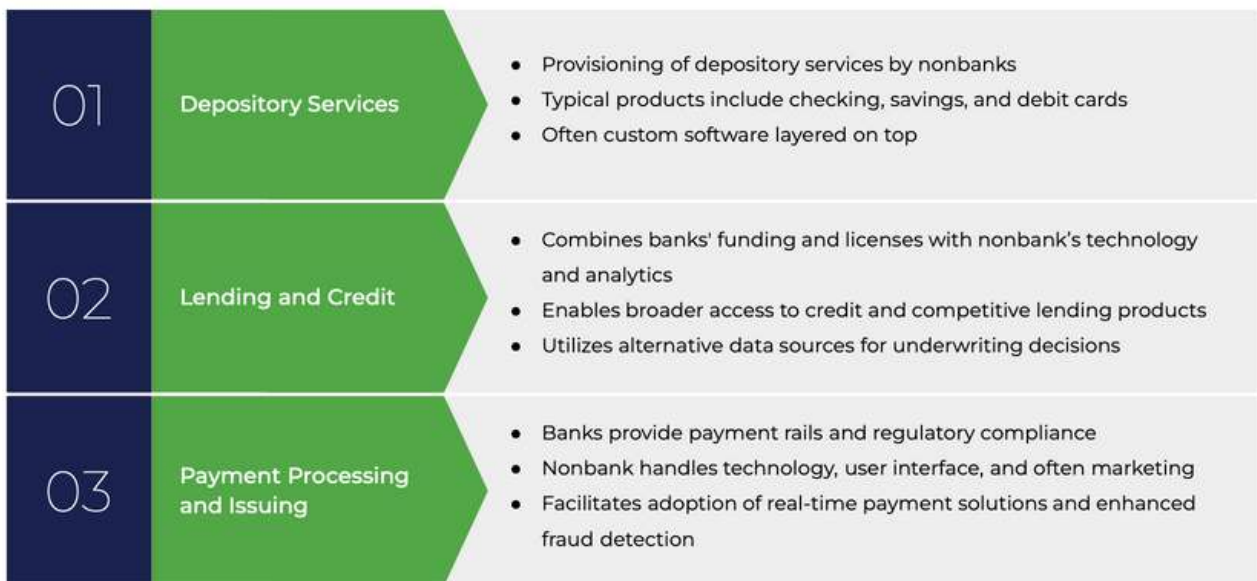 01
Depository Services
● Provisioning of depository services by nonbanks
● Typical products include checking, savings, and debit cards
● Often custom software layered on top
02
Lending and Credit
● Combines banks' funding and licenses with nonbank’s technology
and analytics
● Enables broader access to credit and competitive lending products
● Utilizes alternative data sources for underwriting decisions
03
Payment Processing
and Issuing
● Banks provide payment rails and regulatory compliance
● Nonbank handles technology, user interface, and often marketing
● Facilitates adoption of real-time payment solutions and enhanced
fraud detection